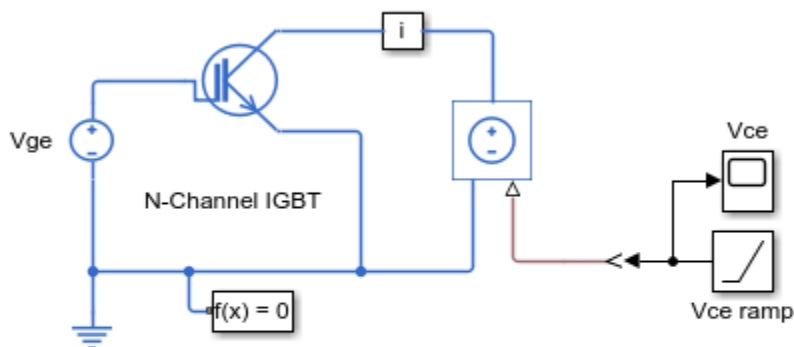 i
Vge
Vce
N-Channel IGBT
f(x) = 0
Vce ramp